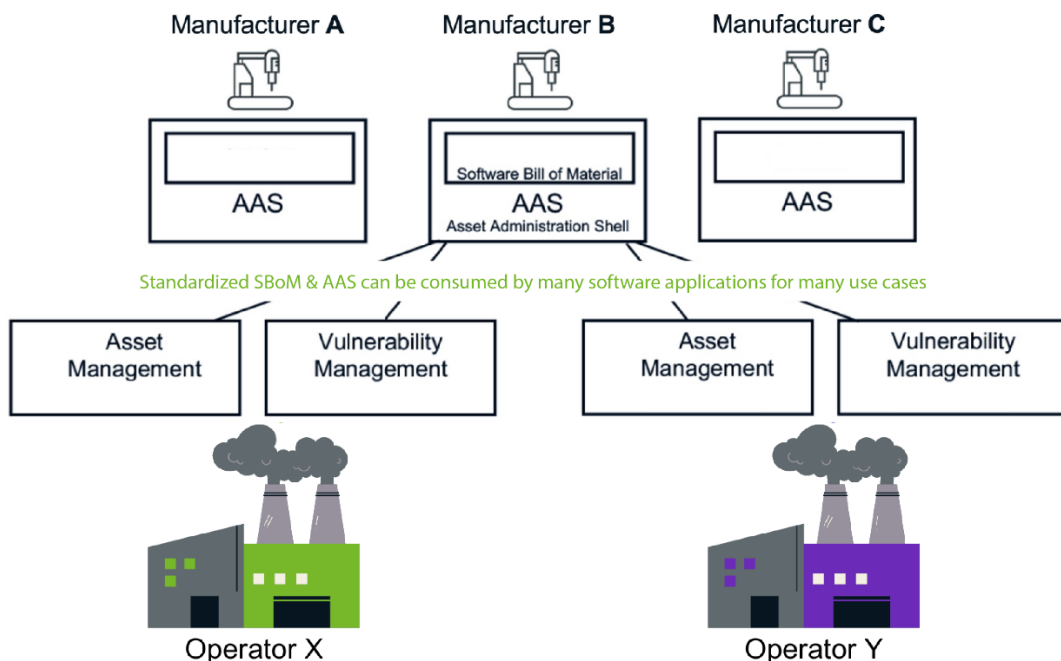 Manufacturer A
Manufacturer B
Manufacturer C
AAS
Software Bill of Material
AAS
Asset Administration Shell
AAS
Standardized SBoM & AAS can be consumed by many software applications for many use cases
Asset
Management
Vulnerability
Management
Asset
Management
Vulnerability
Management
Operator X
Operator Y